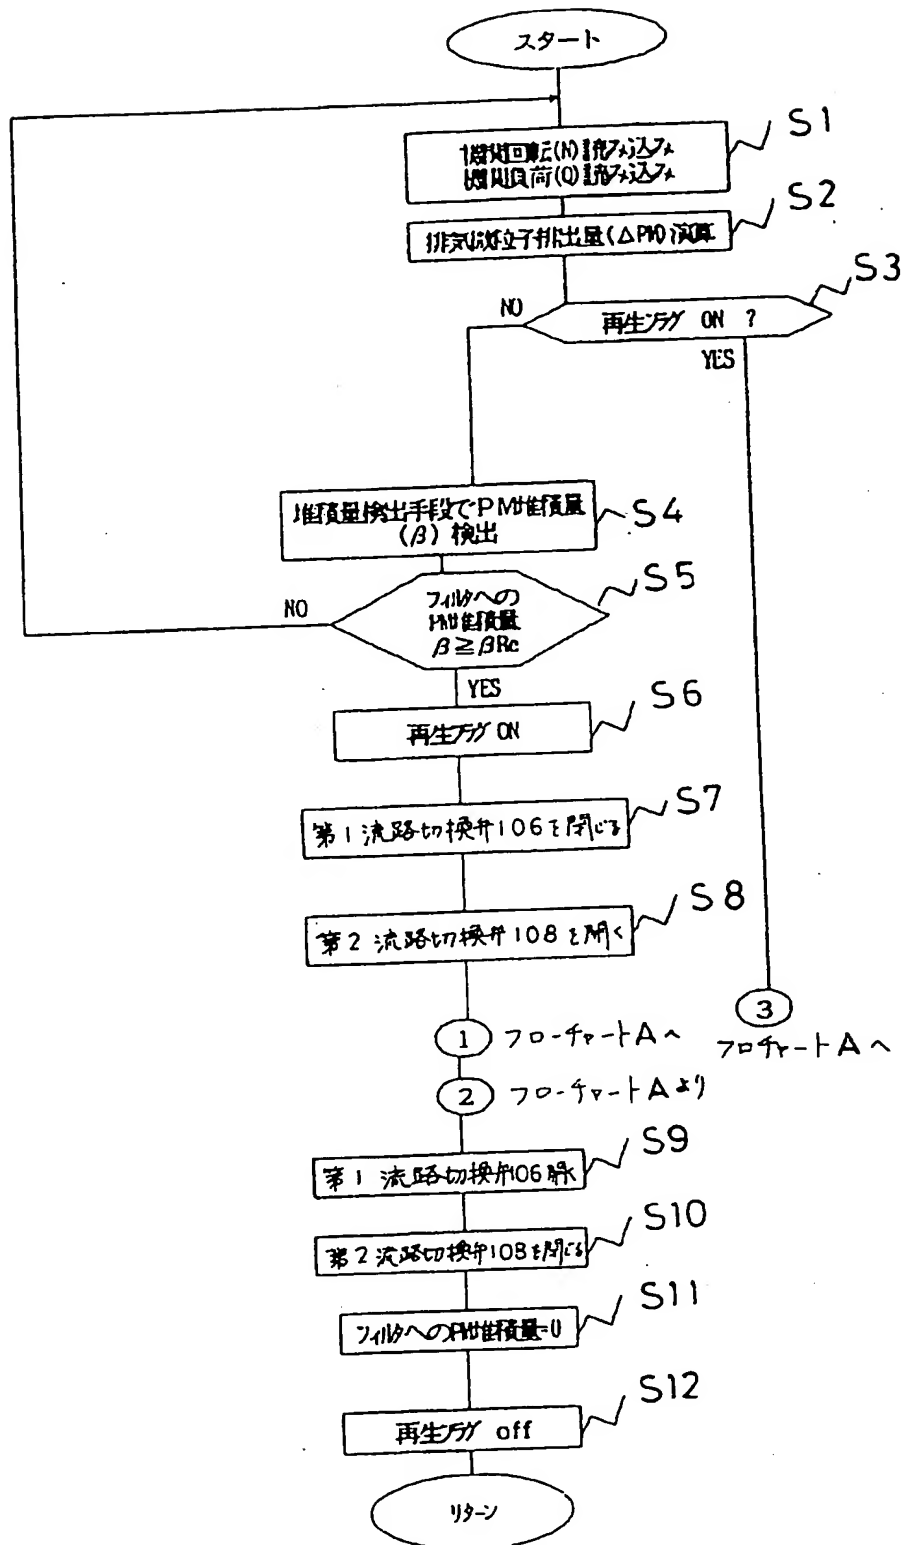 スタート
S1
機関回転(N)読み込み
機関負荷(Q)読み込み
S2
排気微粒子排出量(△PM)演算
S3
NO
再生フラグ ON ?
YES
堆積量検出手段でPM堆積量
(β) 検出
S4
S5
NO
フィルタへの
PM堆積量
β≧βRc
YES
S6
再生フラグ ON
S7
第1流路切換弁106を閉じる
S8
第2流路切換弁108を開く
1 フローチャートAへ
3
フローチャートAへ
2 フローチャートAより
S9
第1流路切換弁106開く
S10
第2流路切換弁108を閉じる
S11
フィルタへのPM堆積量=0
S12
再生フラグ off
リターン